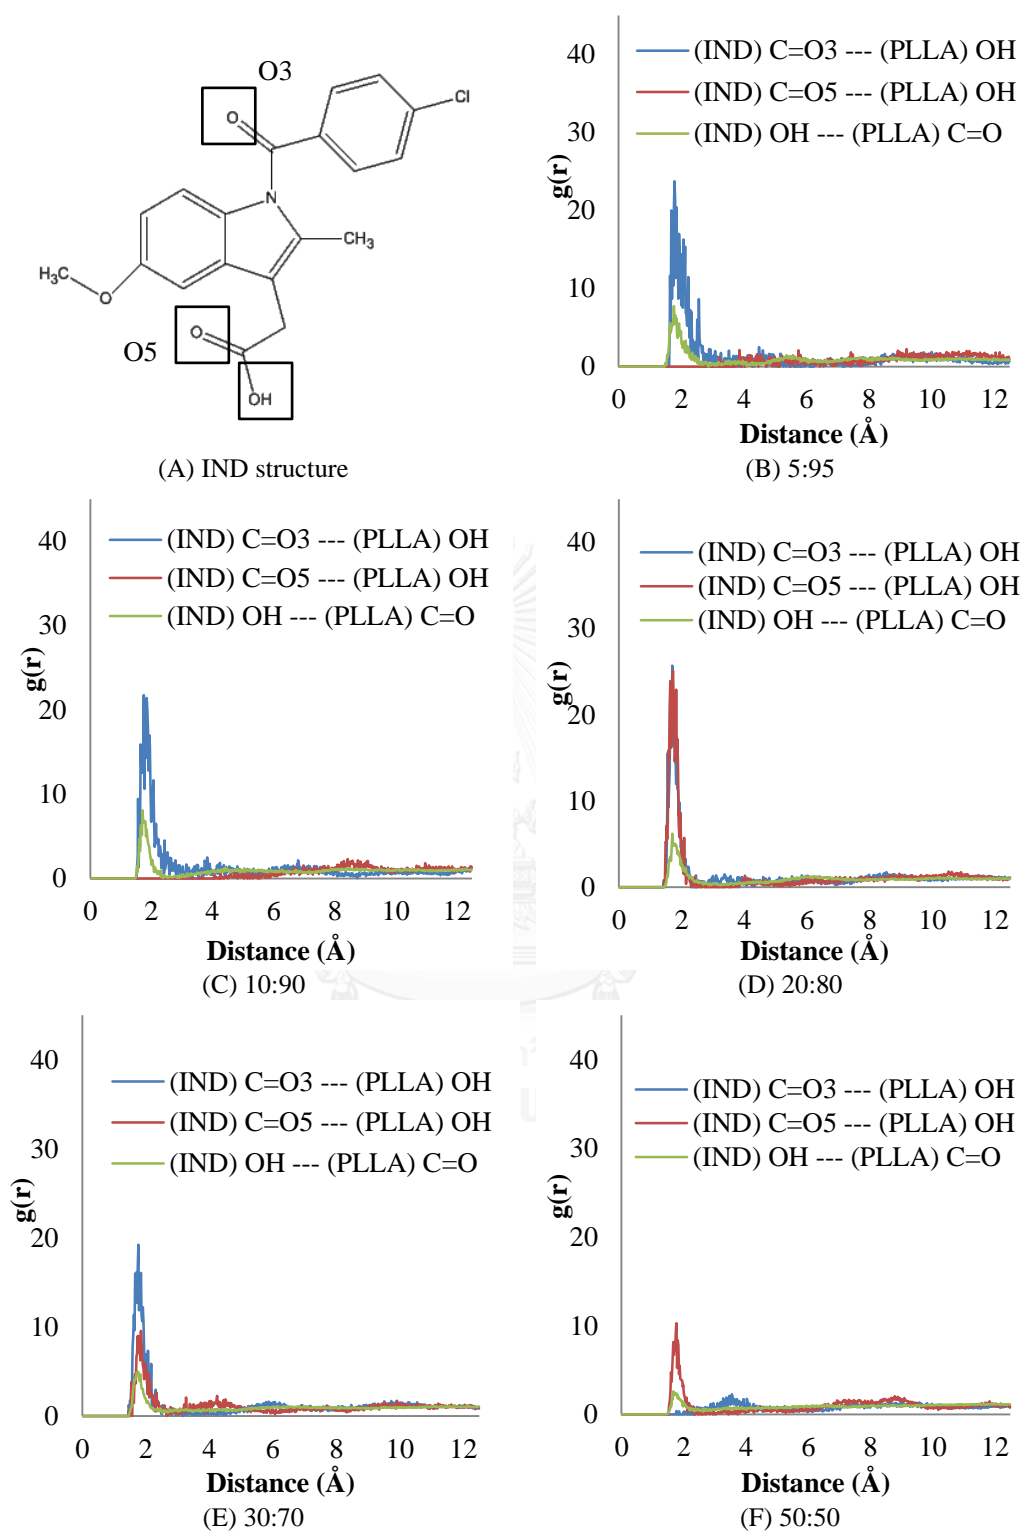 O3
O
Cl
N
CH3
H3C
O
O5
O
OH
(A) IND structure
40
30
20
10
0
g(r)
(IND) C=O3 --- (PLLA) OH
(IND) C=O5 --- (PLLA) OH
(IND) OH --- (PLLA) C=O
0 2 4 6 8 10 12
Distance (Å)
(B) 5:95
40
30
20
10
0
g(r)
(IND) C=O3 --- (PLLA) OH
(IND) C=O5 --- (PLLA) OH
(IND) OH --- (PLLA) C=O
0 2 4 6 8 10 12
Distance (Å)
(C) 10:90
40
30
20
10
0
g(r)
(IND) C=O3 --- (PLLA) OH
(IND) C=O5 --- (PLLA) OH
(IND) OH --- (PLLA) C=O
0 2 4 6 8 10 12
Distance (Å)
(D) 20:80
40
30
20
10
0
g(r)
(IND) C=O3 --- (PLLA) OH
(IND) C=O5 --- (PLLA) OH
(IND) OH --- (PLLA) C=O
0 2 4 6 8 10 12
Distance (Å)
(E) 30:70
40
30
20
10
0
g(r)
(IND) C=O3 --- (PLLA) OH
(IND) C=O5 --- (PLLA) OH
(IND) OH --- (PLLA) C=O
0 2 4 6 8 10 12
Distance (Å)
(F) 50:50